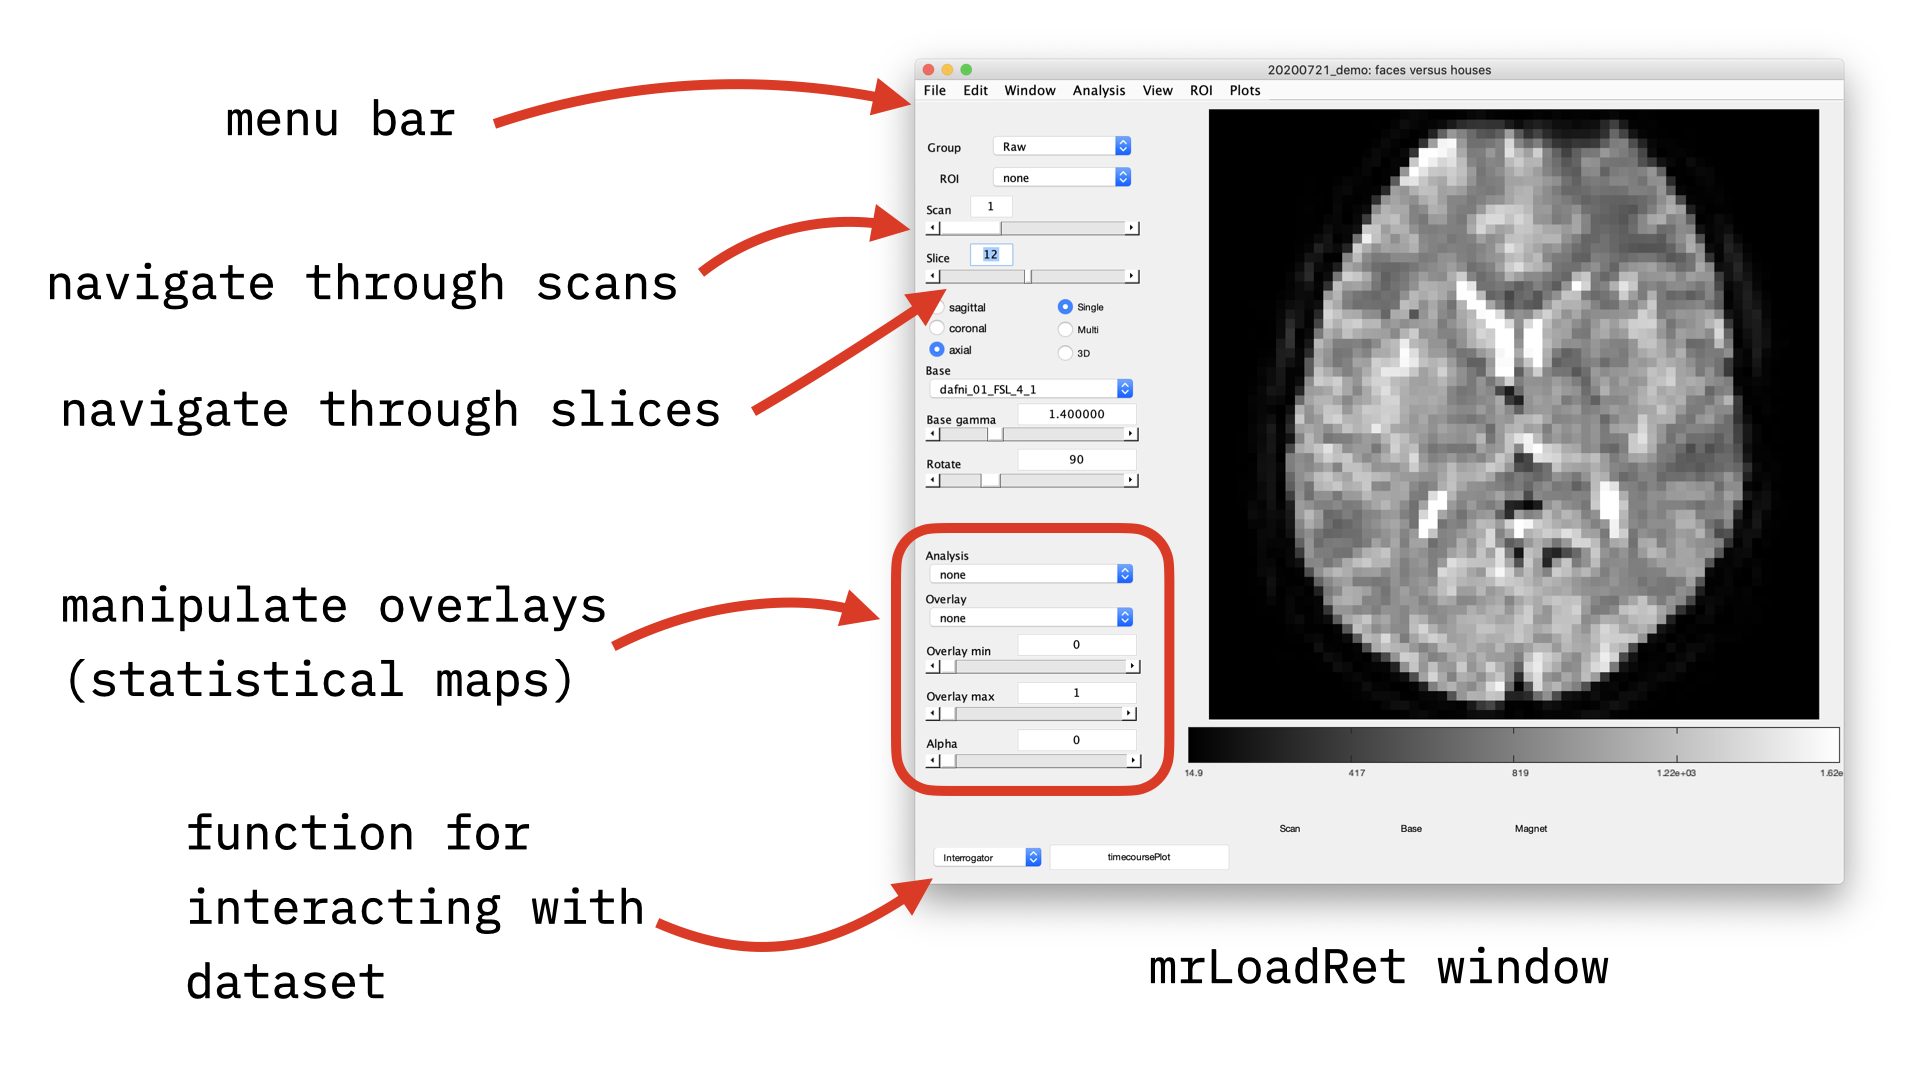 menu bar
navigate through scans
navigate through slices
manipulate overlays
(statistical maps)
function for
interacting with
dataset
20200721_demo: faces versus houses
File Edit Window Analysis View ROI Plots
Group Raw
ROI none
Scan 1
Slice 12
sagittal Single
coronal Multi
axial 3D
Base
dafni_01_FSL_4_1
Base gamma 1.400000
Rotate 90
Analysis
none
Overlay
none
Overlay min 0
Overlay max 1
Alpha 0
14.9 417 819 1.22e+03 1.62e
Scan Base Magnet
Interrogator timecoursePlot
mrLoadRet window